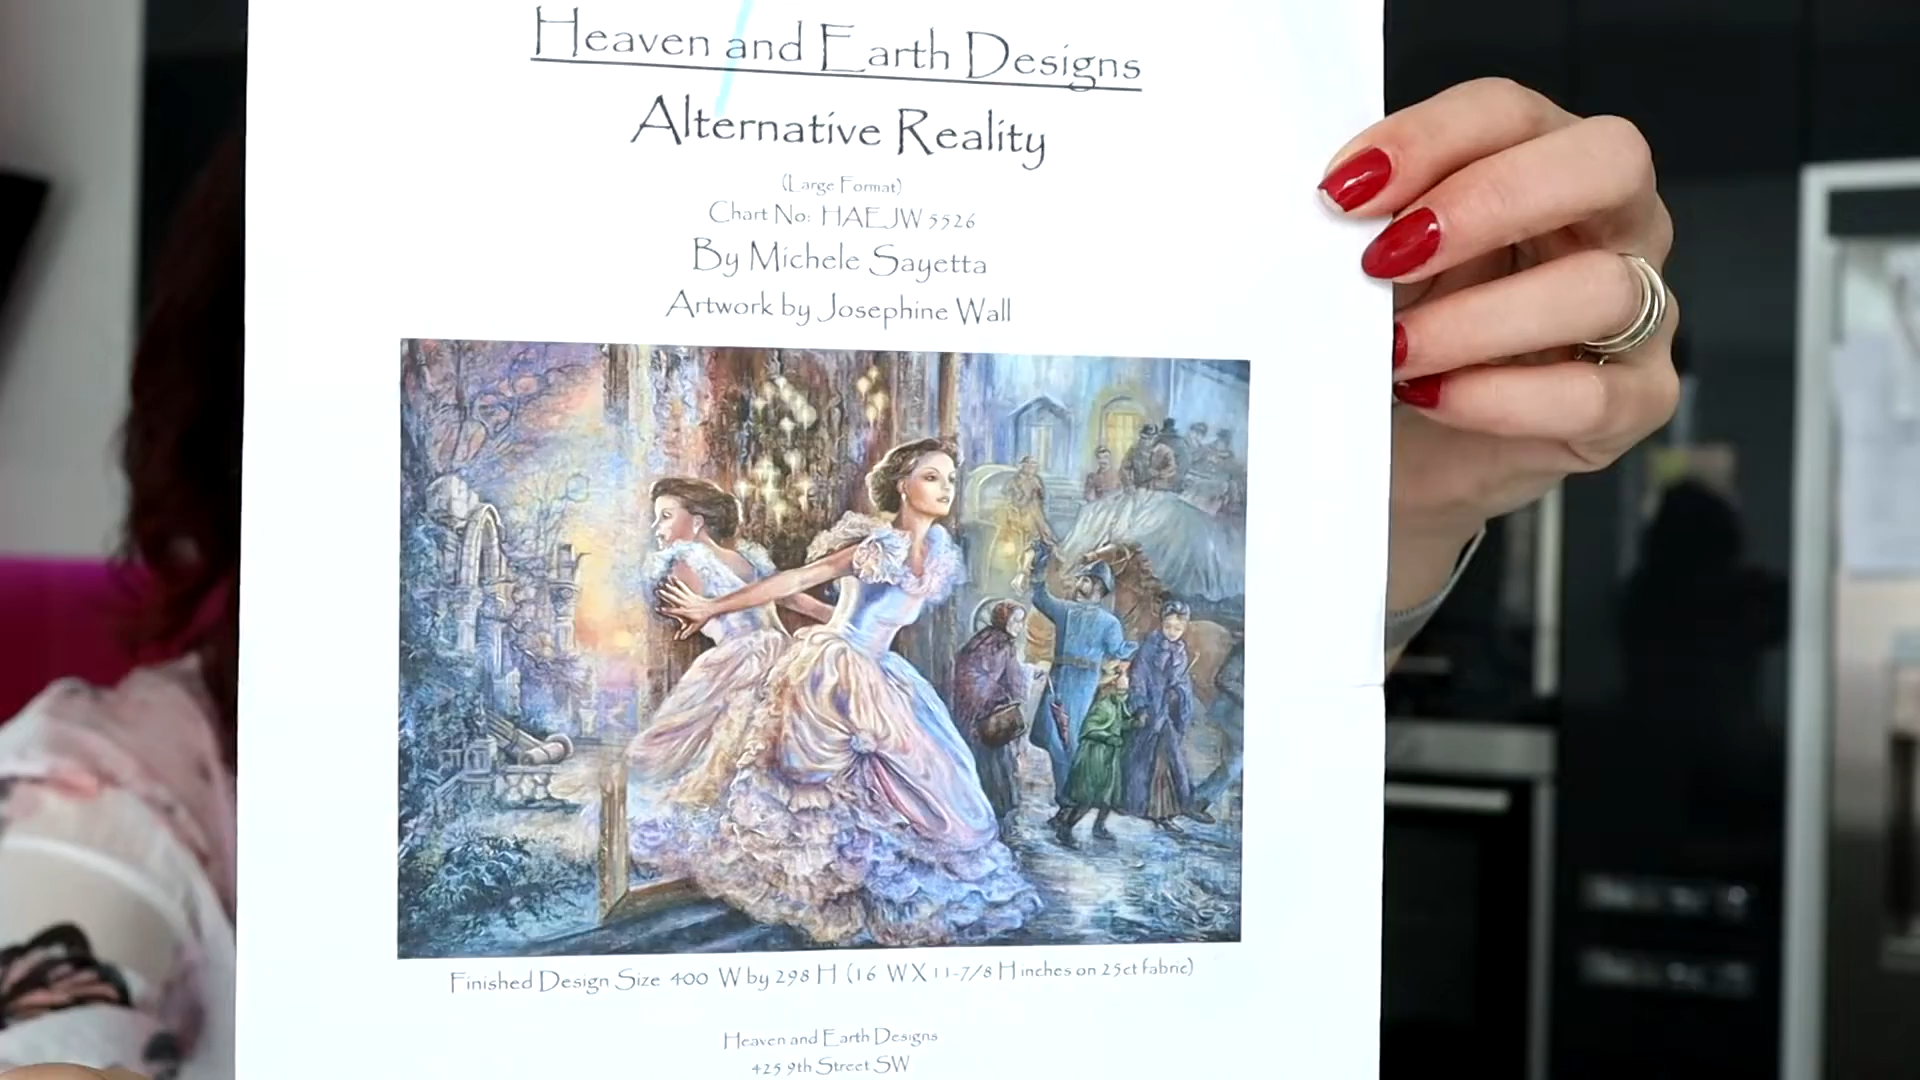 Heaven and Earth Designs
Alternative Reality
(Large Format)
Chart No: HAEJW 5526
By Michele Sayetta
Artwork by Josephine Wall
Finished Design Size 400 W by 298 H (16 W X 11-7/8 H inches on 25ct fabric)
Heaven and Earth Designs
425 9th Street SW